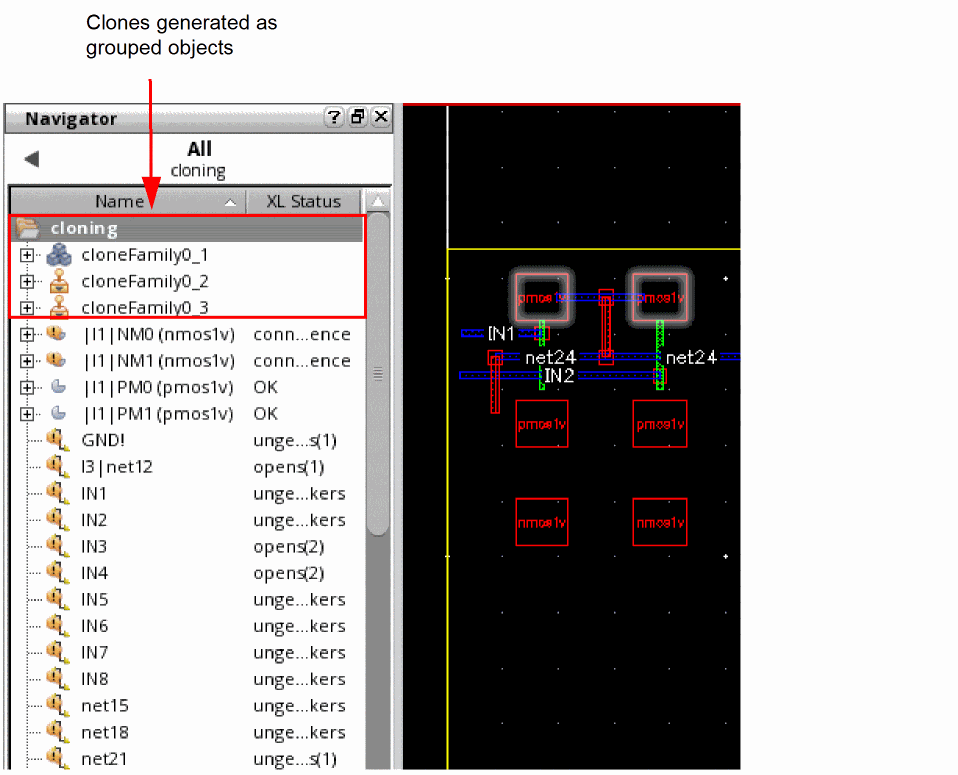 Clones generated as
grouped objects
Navigator
All
cloning
Name XL Status
cloning
cloneFamily0_1
cloneFamily0_2
cloneFamily0_3
|I1|NM0 (nmos1v) conn...ence
|I1|NM1 (nmos1v) conn...ence
|I1|PM0 (pmos1v) OK
|I1|PM1 (pmos1v) OK
GND! unge...s(1)
I3|net12 opens(1)
IN1 unge...kers
IN2 unge...kers
IN3 opens(2)
IN4 opens(2)
IN5 unge...kers
IN6 unge...kers
IN7 unge...kers
IN8 unge...kers
net15 unge...kers
net18 unge...kers
net21 unge...s(1)
pmos1v pmos1v
IN1
net24 net24
IN2
pmos1v pmos1v
nmos1v nmos1v